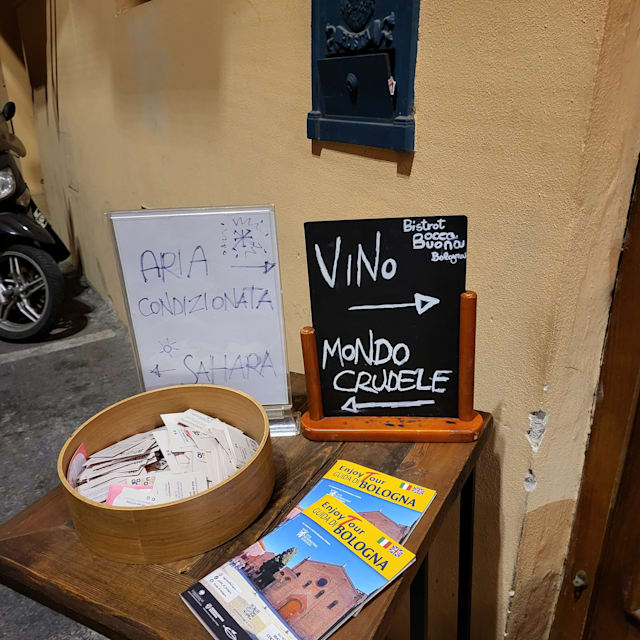 ARIA
CONDIZIONATA
SAHARA
Bistrot
Bocca
Buona
Bologna
VINO
MONDO
CRUDELE
Enjoy Tour
GUIDA DI BOLOGNA
Enjoy Tour
GUIDA DI BOLOGNA